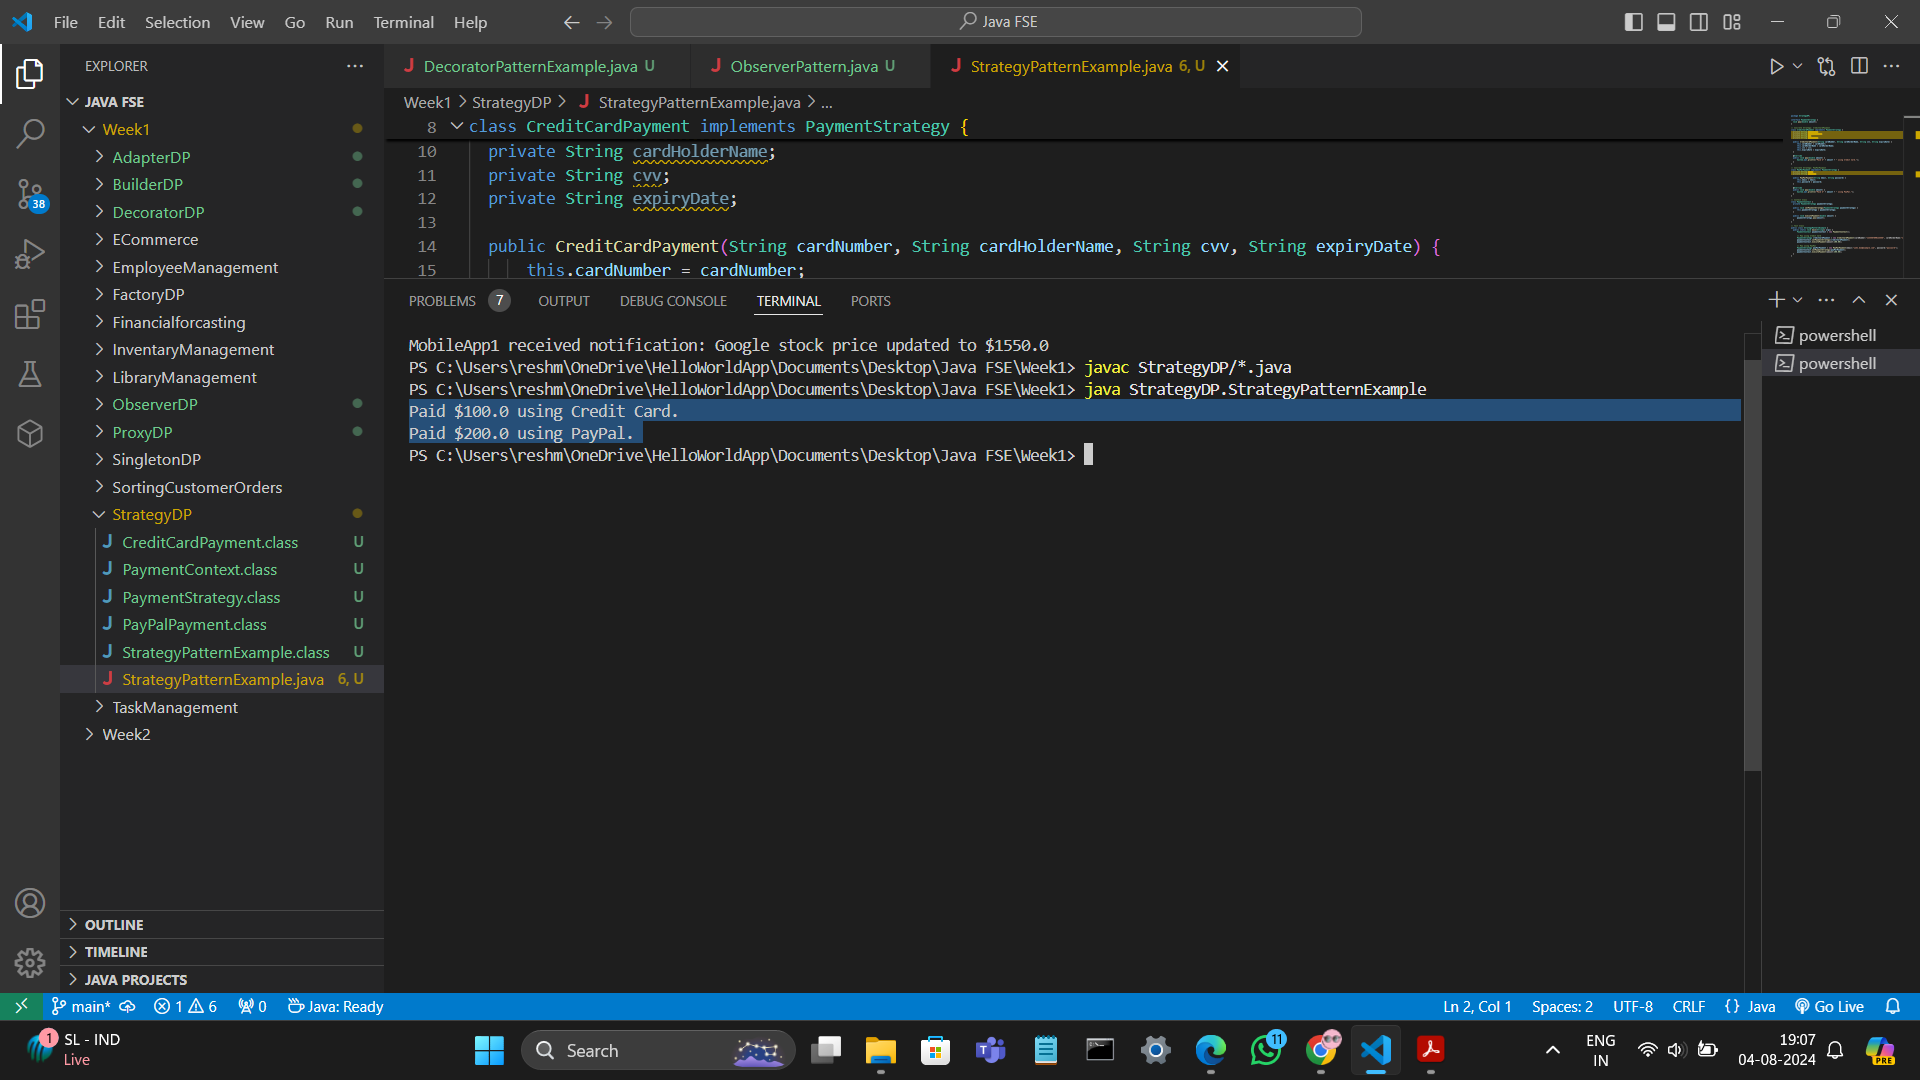 File Edit Selection View Go Run Terminal Help
Java FSE
EXPLORER
JAVA FSE
Week1
AdapterDP
BuilderDP
DecoratorDP
ECommerce
EmployeeManagement
FactoryDP
Financialforcasting
InventaryManagement
LibraryManagement
ObserverDP
ProxyDP
SingletonDP
SortingCustomerOrders
StrategyDP
CreditCardPayment.class U
PaymentContext.class U
PaymentStrategy.class U
PayPalPayment.class U
StrategyPatternExample.class U
StrategyPatternExample.java 6, U
TaskManagement
Week2
OUTLINE
TIMELINE
JAVA PROJECTS
38
DecoratorPatternExample.java U
ObserverPattern.java U
StrategyPatternExample.java 6, U
Week1 > StrategyDP > StrategyPatternExample.java > ...
8 class CreditCardPayment implements PaymentStrategy {
10 private String cardHolderName;
11 private String cvv;
12 private String expiryDate;
13
14 public CreditCardPayment(String cardNumber, String cardHolderName, String cvv, String expiryDate) {
15 this.cardNumber = cardNumber;
PROBLEMS 7 OUTPUT DEBUG CONSOLE TERMINAL PORTS
MobileApp1 received notification: Google stock price updated to $1550.0
PS C:\Users\reshm\OneDrive\HelloWorldApp\Documents\Desktop\Java FSE\Week1> javac StrategyDP/*.java
PS C:\Users\reshm\OneDrive\HelloWorldApp\Documents\Desktop\Java FSE\Week1> java StrategyDP.StrategyPatternExample
Paid $100.0 using Credit Card.
Paid $200.0 using PayPal.
PS C:\Users\reshm\OneDrive\HelloWorldApp\Documents\Desktop\Java FSE\Week1>
powershell
powershell
main* 1 6 0 Java: Ready
Ln 2, Col 1 Spaces: 2 UTF-8 CRLF {} Java Go Live
1 SL - IND
Live
Search
11
ENG
IN
19:07
04-08-2024
PRE